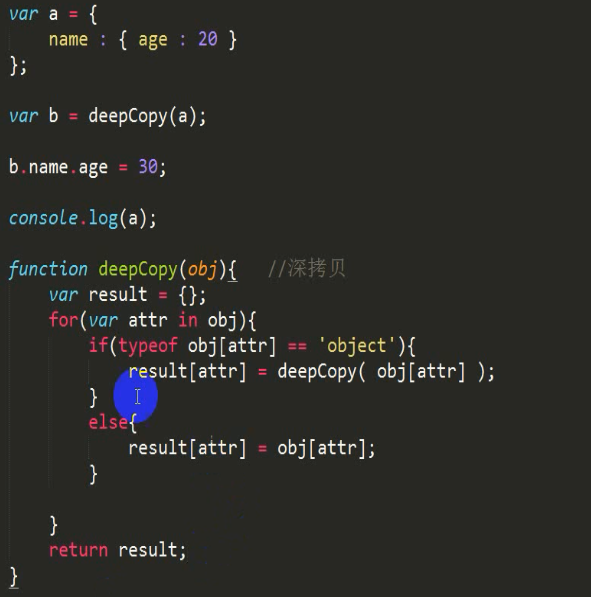 var a = {
    name : { age : 20 }
};
var b = deepCopy(a);
b.name.age = 30;
console.log(a);
function deepCopy(obj){   //深拷贝
    var result = {};
    for(var attr in obj){
        if(typeof obj[attr] == 'object'){
            result[attr] = deepCopy( obj[attr] );
        }
        else{
            result[attr] = obj[attr];
        }
    }
    return result;
}